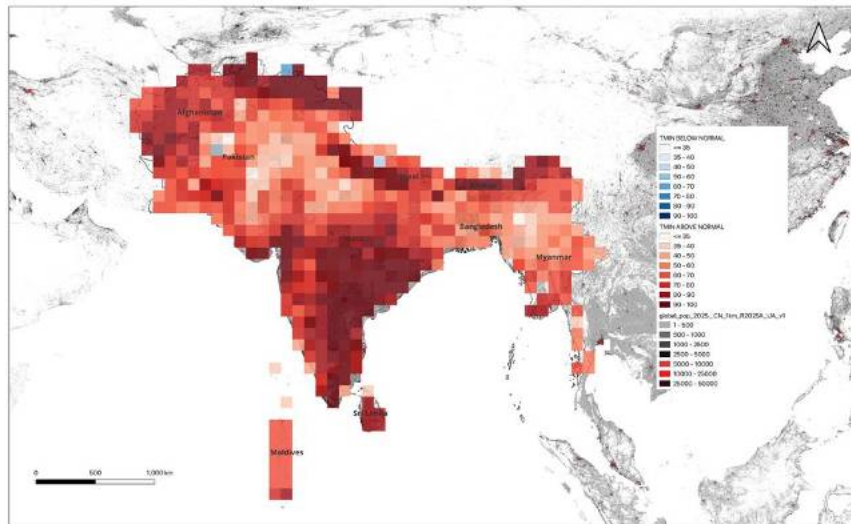 Afghanistan
Pakistan
Nepal
Bangladesh
Myanmar
Sri Lanka
Maldives
0 500 1,000 km
TMIN BELOW NORMAL
<= 35
35 - 40
40 - 50
50 - 60
60 - 70
70 - 80
80 - 90
90 - 100
TMIN ABOVE NORMAL
<= 35
35 - 40
40 - 50
50 - 60
60 - 70
70 - 80
80 - 90
90 - 100
global_pop_2025_CN_1km_R2025A_UA_v1
1 - 500
500 - 1000
1000 - 2500
2500 - 5000
5000 - 10000
10000 - 25000
25000 - 50000